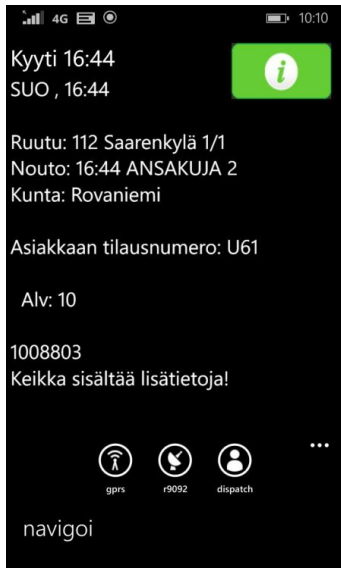 4G 10:10
Kyyti 16:44
SUO , 16:44
i
Ruutu: 112 Saarenkylä 1/1
Nouto: 16:44 ANSAKUJA 2
Kunta: Rovaniemi
Asiakkaan tilausnumero: U61
Alv: 10
1008803
Keikka sisältää lisätietoja!
...
gprs r9092 dispatch
navigoi